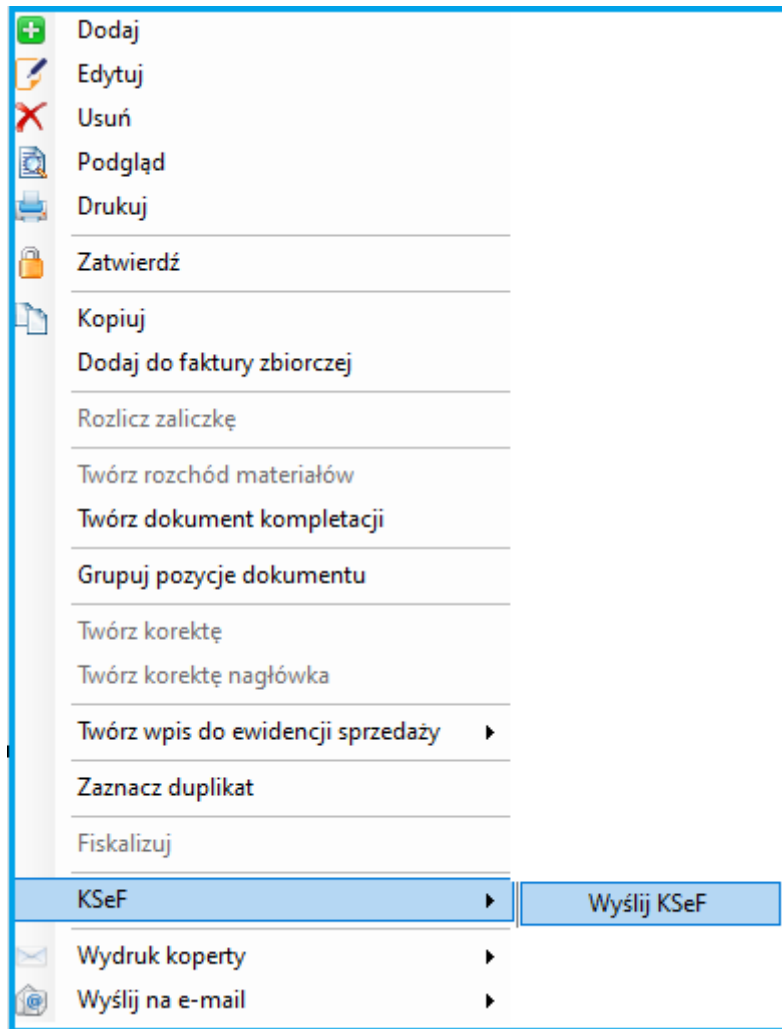 Dodaj
Edytuj
Usuń
Podgląd
Drukuj
Zatwierdź
Kopiuj
Dodaj do faktury zbiorczej
Rozlicz zaliczkę
Twórz rozchód materiałów
Twórz dokument kompletacji
Grupuj pozycje dokumentu
Twórz korektę
Twórz korektę nagłówka
Twórz wpis do ewidencji sprzedaży
Zaznacz duplikat
Fiskalizuj
KSeF
Wyślij KSeF
Wydruk koperty
Wyślij na e-mail